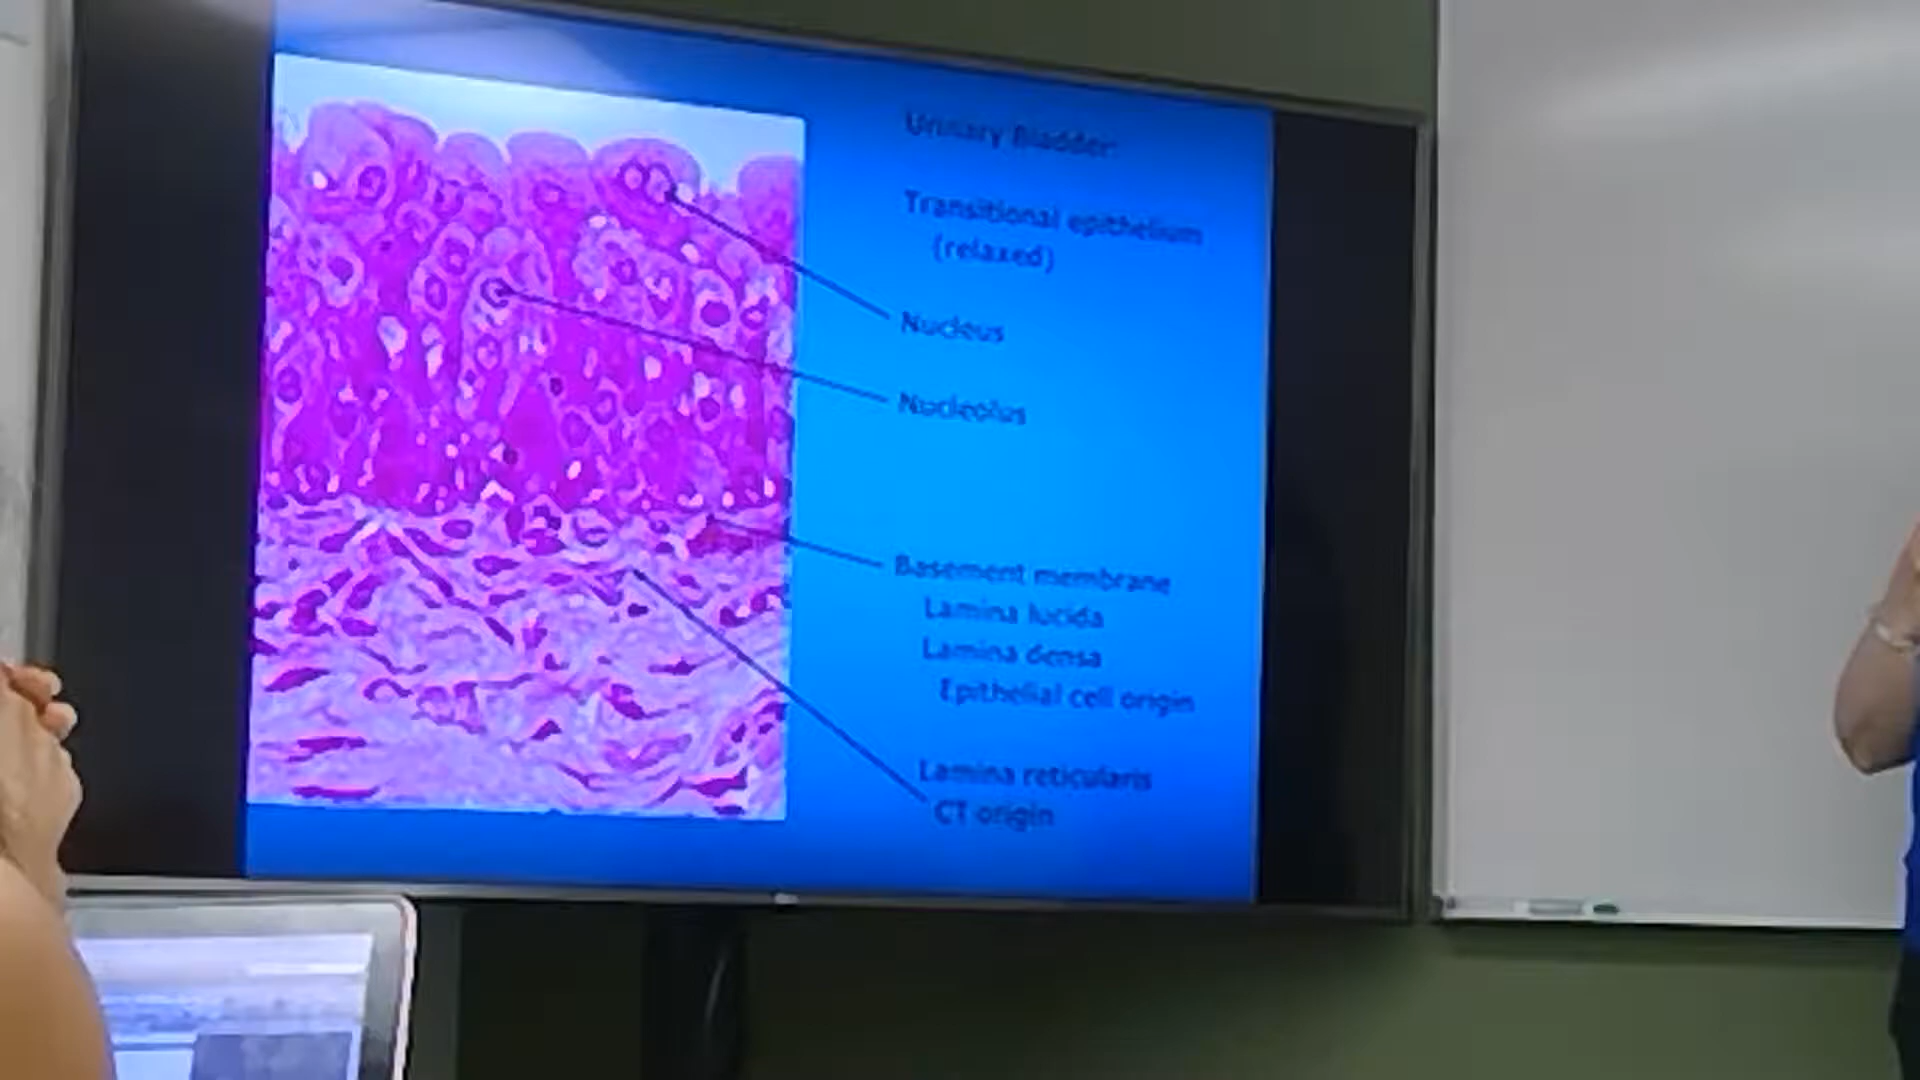 Urinary Bladder:
Transitional epithelium
(relaxed)
Nucleus
Nucleolus
Basement membrane
Lamina lucida
Lamina densa
Epithelial cell origin
Lamina reticularis
CT origin